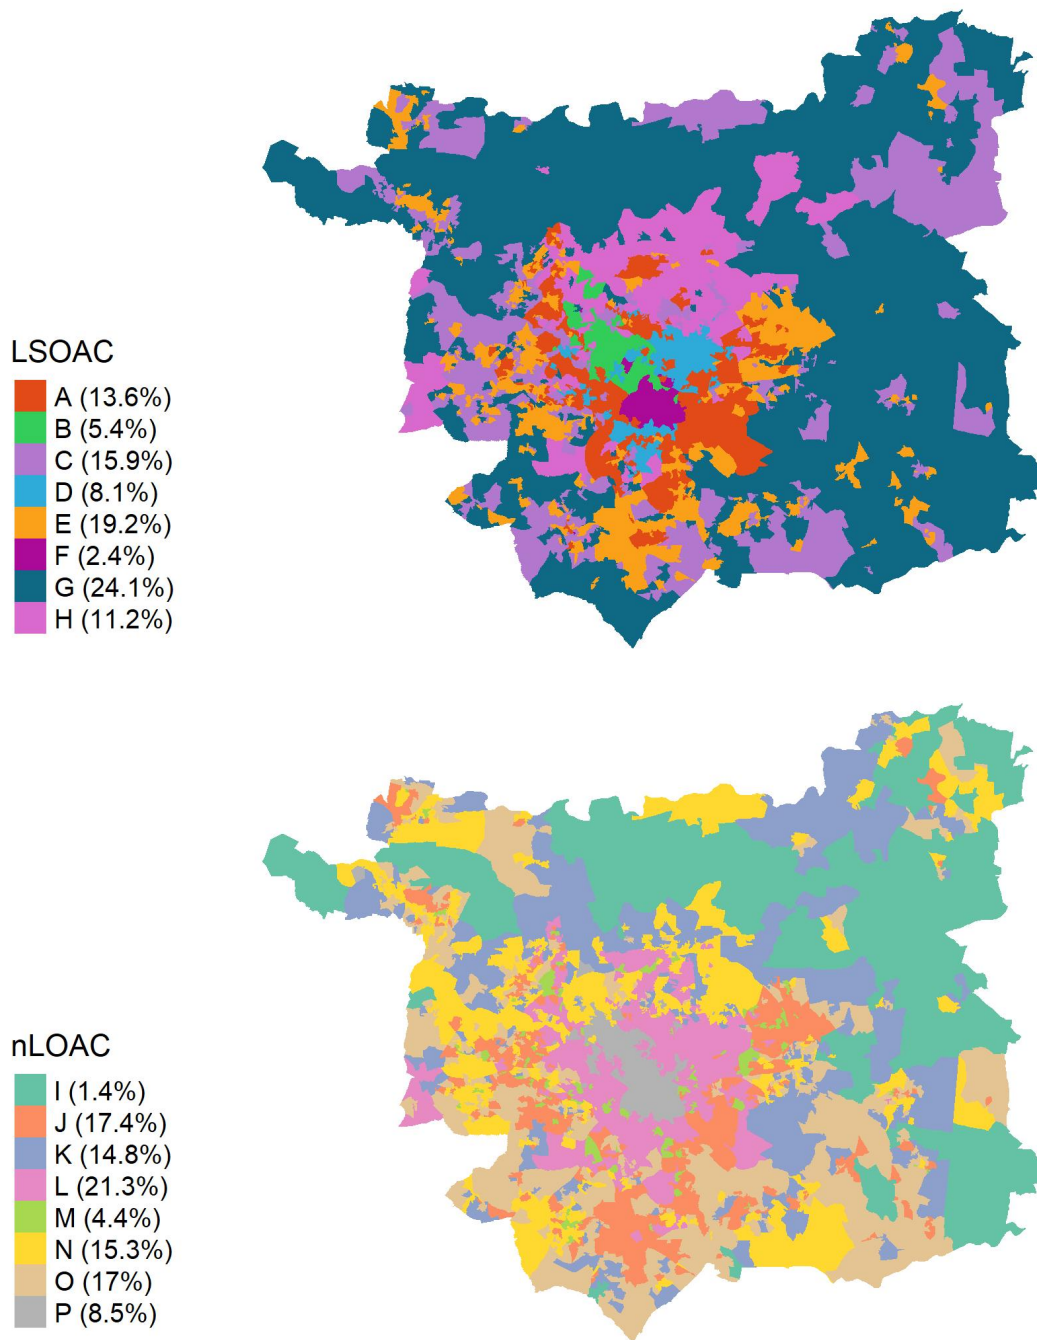 LSOAC
A (13.6%)
B (5.4%)
C (15.9%)
D (8.1%)
E (19.2%)
F (2.4%)
G (24.1%)
H (11.2%)
nLOAC
I (1.4%)
J (17.4%)
K (14.8%)
L (21.3%)
M (4.4%)
N (15.3%)
O (17%)
P (8.5%)